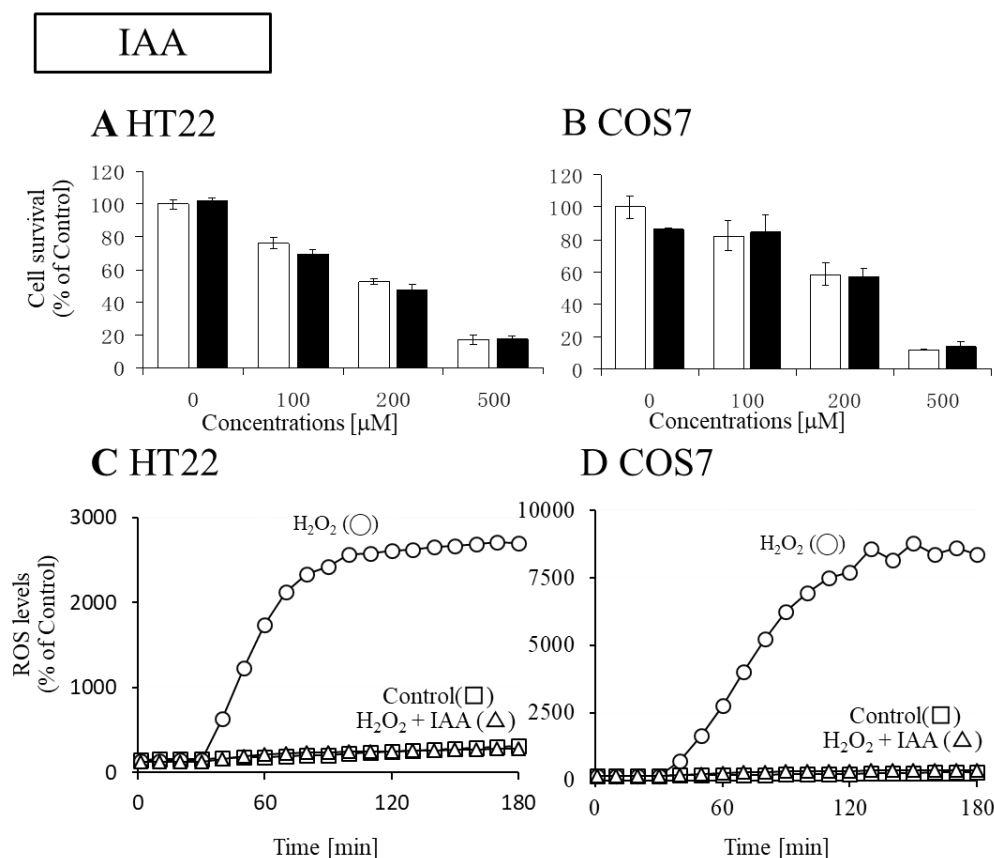 IAA
A HT22
B COS7
Cell survival
(% of Control)
120
100
80
60
40
20
0
0 100 200 500
Concentrations [μM]
120
100
80
60
40
20
0
0 100 200 500
Concentrations [μM]
C HT22
D COS7
ROS levels
(% of Control)
3000
2000
1000
0
H₂O₂ (○)
Control(□)
H₂O₂ + IAA (△)
0 60 120 180
Time [min]
10000
7500
5000
2500
0
H₂O₂ (○)
Control(□)
H₂O₂ + IAA (△)
0 60 120 180
Time [min]